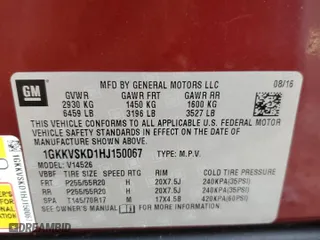 GM
MFD BY GENERAL MOTORS LLC
08/16
GVWR GAWR FRT GAWR RR
2930 KG 1450 KG 1600 KG
6459 LB 3196 LB 3527 LB
THIS VEHICLE CONFORMS TO ALL APPLICABLE U.S. FEDERAL MOTOR
VEHICLE SAFETY STANDARDS IN EFFECT ON THE DATE OF
MANUFACTURE SHOWN ABOVE.
1GKKVSKD1HJ150067 TYPE: M.P.V.
MODEL: V14526
VBBF TIRE SIZE SPEED RTG RIM COLD TIRE PRESSURE
FRT P255/55R20 H 20X7.5J 240KPA(35PSI)
RR P255/55R20 H 20X7.5J 240KPA(35PSI)
SPA T145/70R17 M 17X4.5B 420KPA(60PSI)
SEE OWNER'S MANUAL FOR MORE INFORMATION.